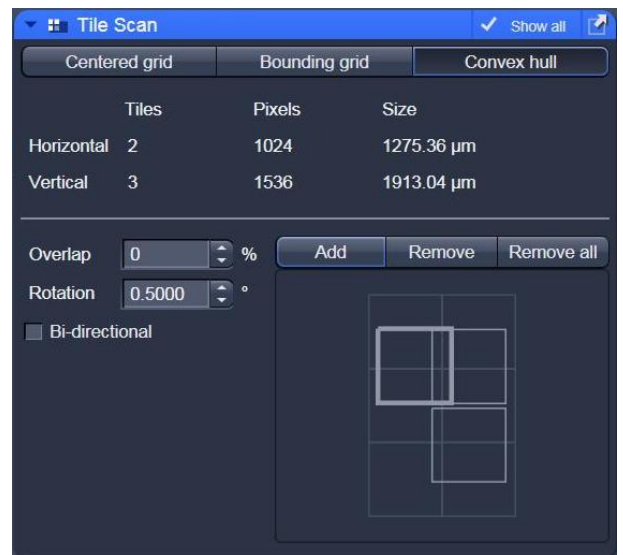 Tile Scan Show all
Centered grid Bounding grid Convex hull
Tiles Pixels Size
Horizontal 2 1024 1275.36 µm
Vertical 3 1536 1913.04 µm
Overlap 0 % Add Remove Remove all
Rotation 0.5000 °
Bi-directional